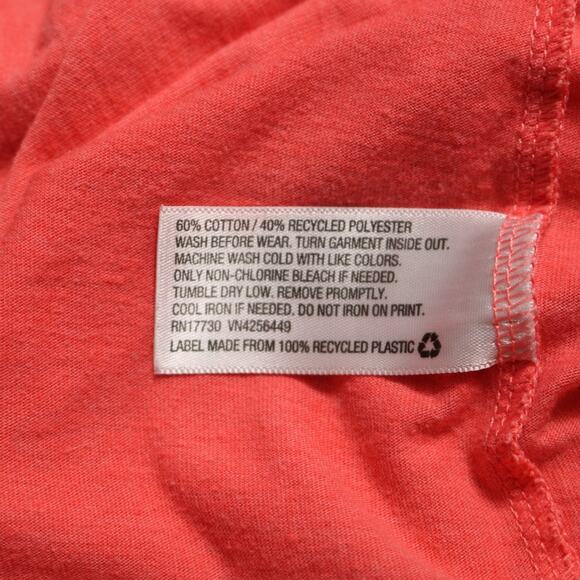 60% COTTON / 40% RECYCLED POLYESTER
WASH BEFORE WEAR. TURN GARMENT INSIDE OUT.
MACHINE WASH COLD WITH LIKE COLORS.
ONLY NON-CHLORINE BLEACH IF NEEDED.
TUMBLE DRY LOW. REMOVE PROMPTLY.
COOL IRON IF NEEDED. DO NOT IRON ON PRINT.
RN17730 VN4256449
LABEL MADE FROM 100% RECYCLED PLASTIC